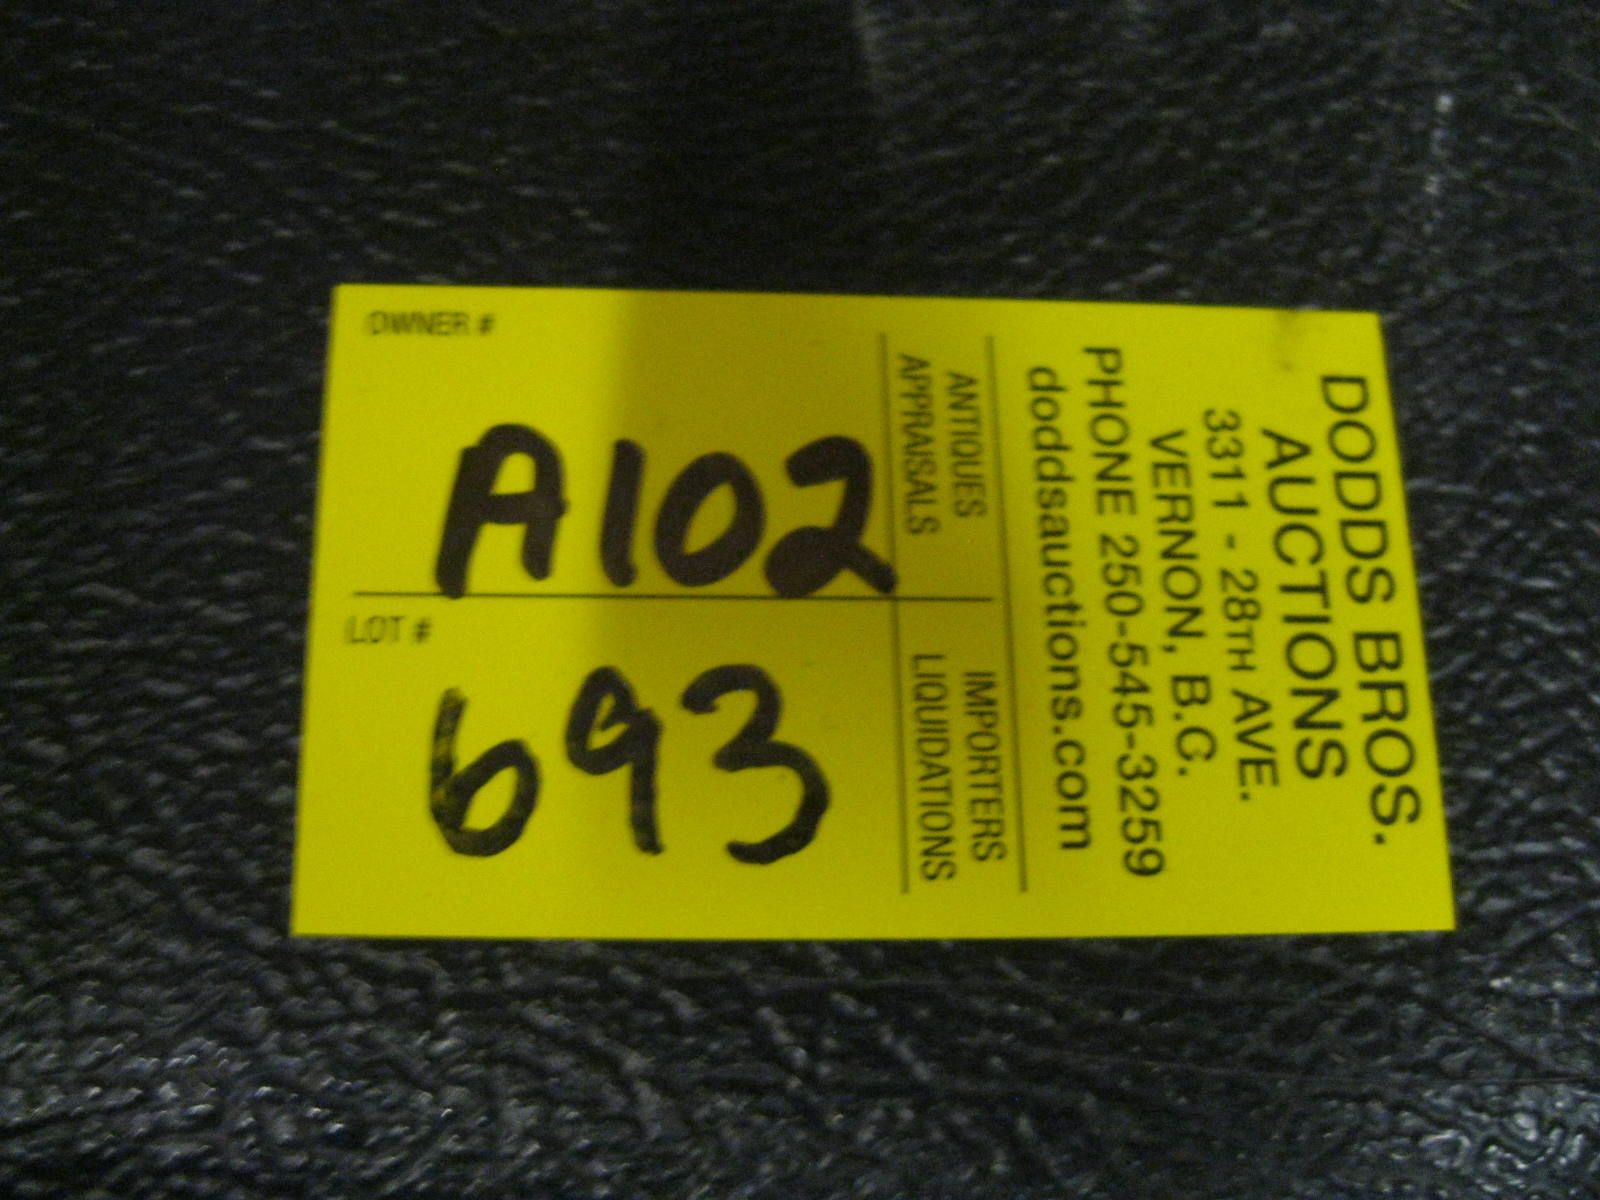 DODDS BROS.
AUCTIONS
3311 - 28TH AVE.
VERNON, B.C.
PHONE 250-545-3259
doddsauctions.com
ANTIQUES
APPRAISALS
IMPORTERS
LIQUIDATIONS
OWNER #
A102
LOT #
693